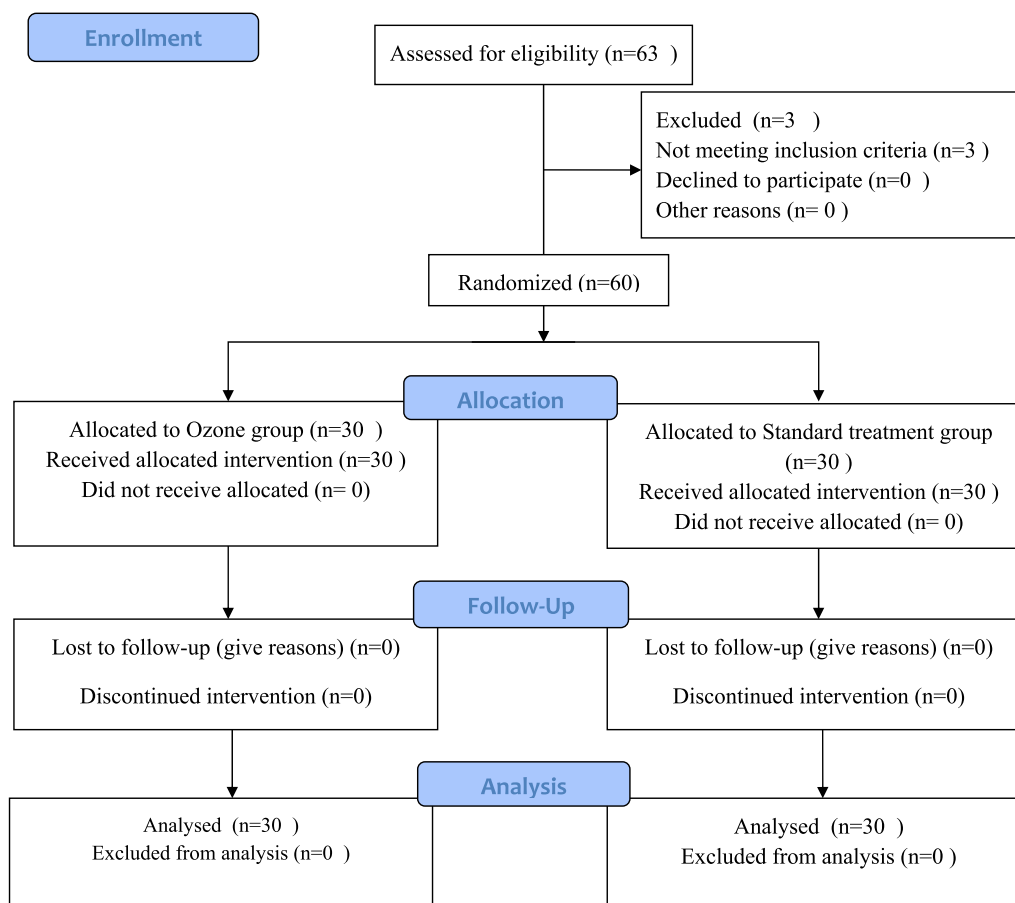 Enrollment
Assessed for eligibility (n=63  )
Excluded  (n=3   )
Not meeting inclusion criteria (n=3 )
Declined to participate (n=0  )
Other reasons (n= 0 )
Randomized (n=60)
Allocation
Allocated to Ozone group (n=30  )
Received allocated intervention (n=30 )
Did not receive allocated (n= 0)
Allocated to Standard treatment group
(n=30 )
Received allocated intervention (n=30 )
Did not receive allocated (n= 0)
Follow-Up
Lost to follow-up (give reasons) (n=0)
Discontinued intervention (n=0)
Lost to follow-up (give reasons) (n=0)
Discontinued intervention (n=0)
Analysis
Analysed  (n=30  )
Excluded from analysis (n=0  )
Analysed  (n=30  )
Excluded from analysis (n=0 )